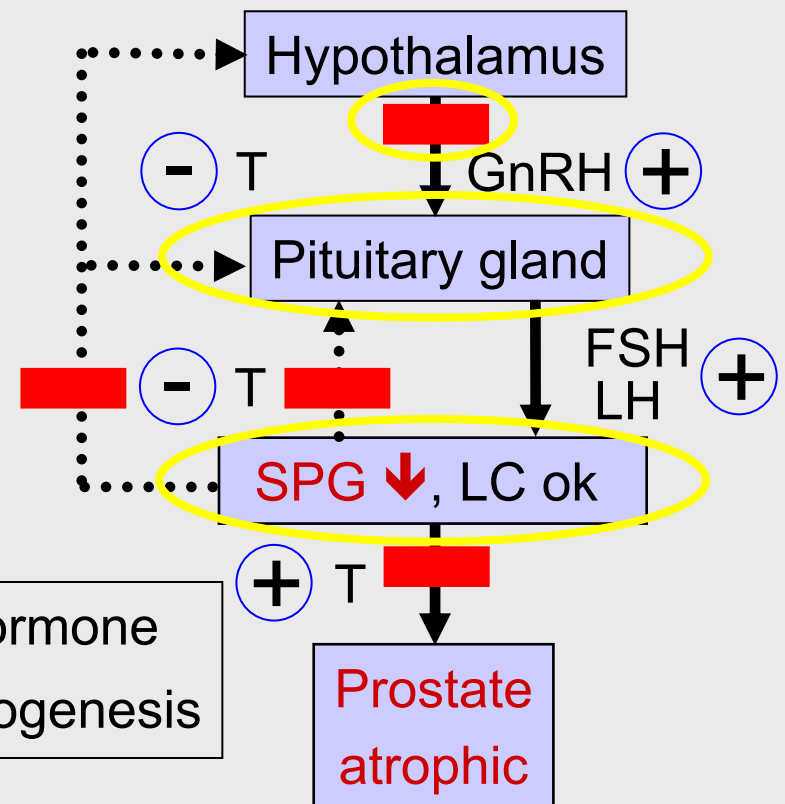 Hypothalamus
- T GnRH +
Pituitary gland
FSH
- T +
LH
SPG ↓, LC ok
+ T
ormone
ogenesis
Prostate
atrophic